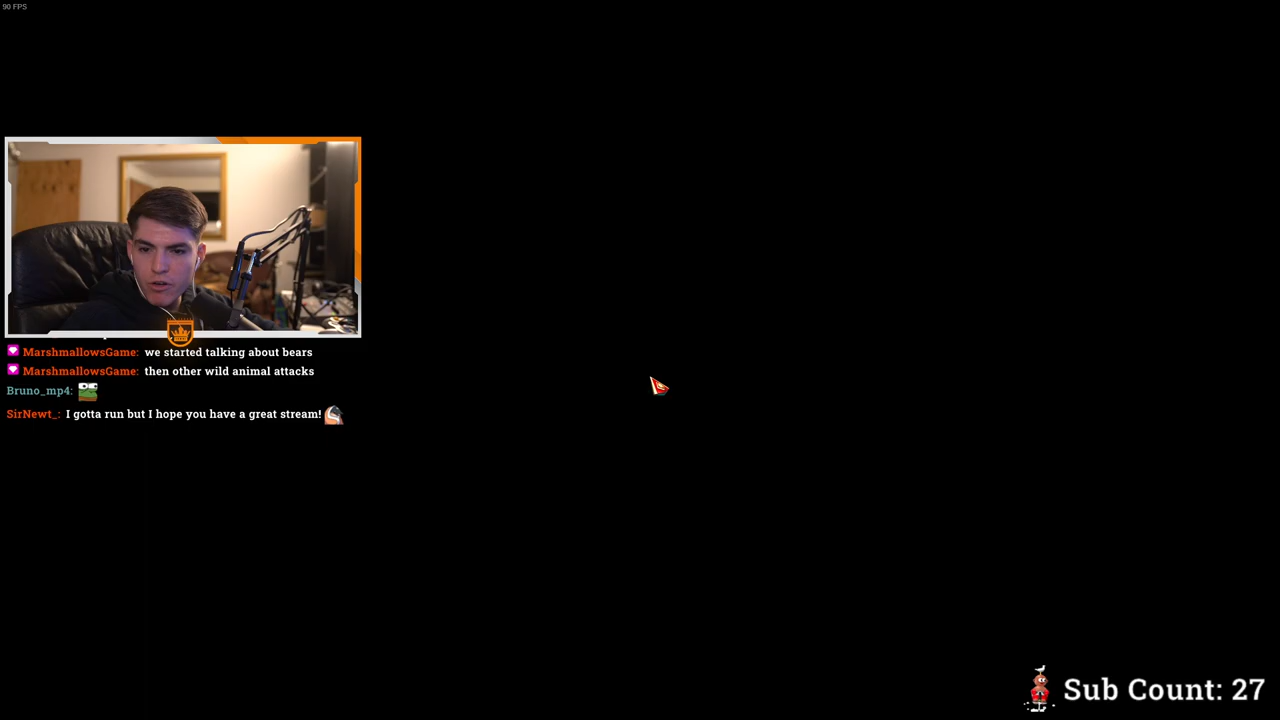 90 FPS
MarshmallowsGame: we started talking about bears
MarshmallowsGame: then other wild animal attacks
Bruno_mp4:
SirNewt_: I gotta run but I hope you have a great stream!
Sub Count: 27